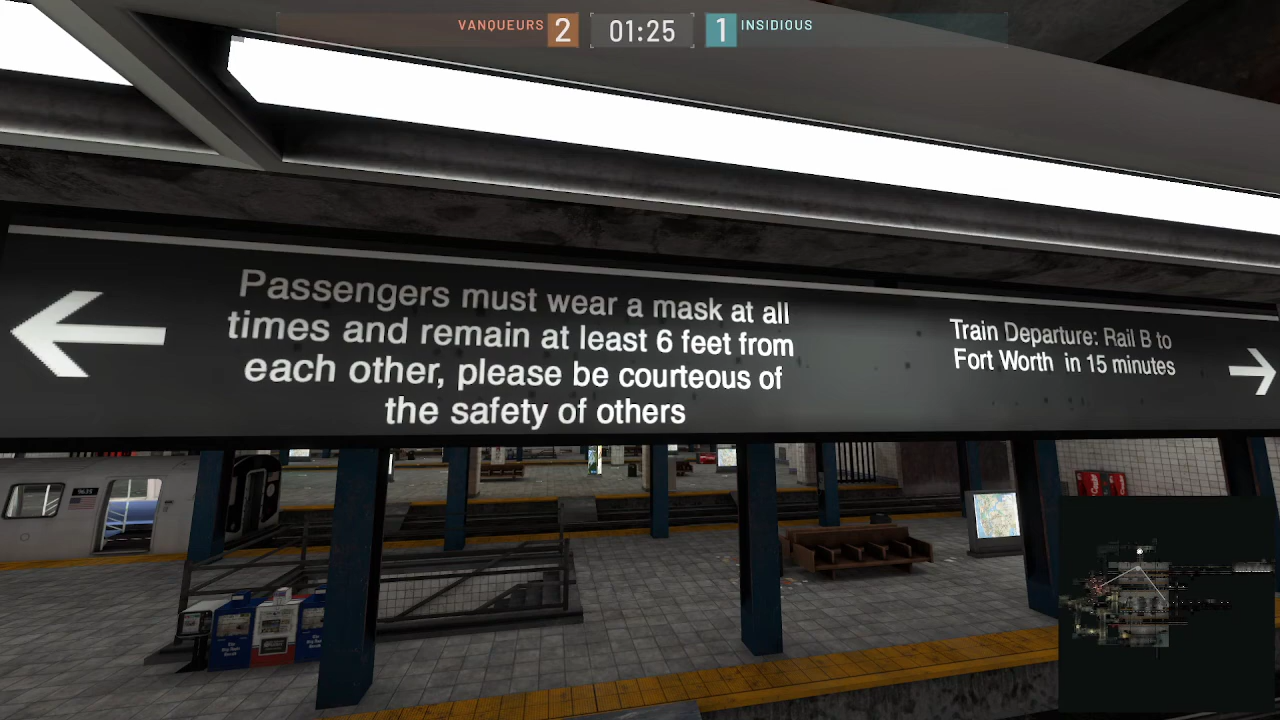 VANQUEURS 2 01:25 1 INSIDIOUS
Passengers must wear a mask at all
times and remain at least 6 feet from
each other, please be courteous of
the safety of others
Train Departure: Rail B to
Fort Worth in 15 minutes